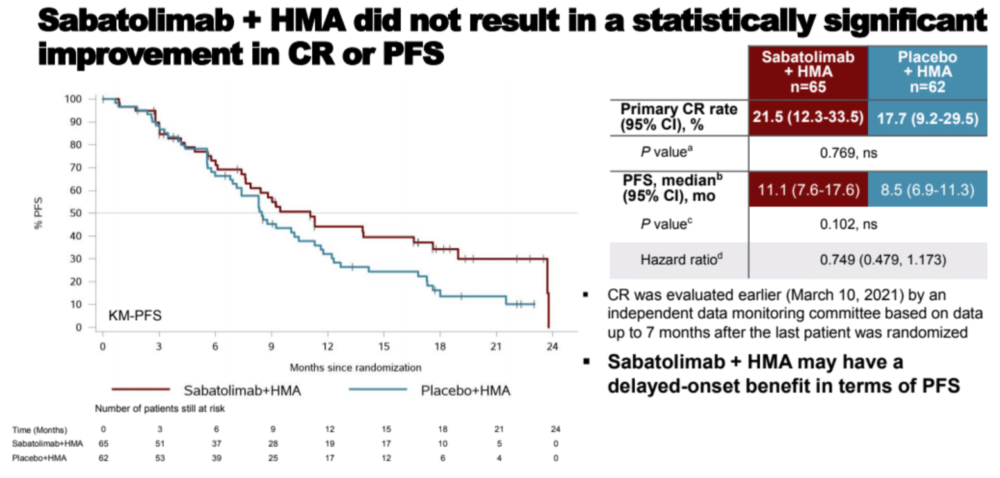 Sabatolimab + HMA did not result in a statistically significant
improvement in CR or PFS
100
90
80
70
60
50
40
30
20
10
0
% PFS
KM-PFS
0 3 6 9 12 15 18 21 24
Months since randomization
Sabatolimab+HMA Placebo+HMA
Number of patients still at risk
Time (Months) 0 3 6 9 12 15 18 21 24
Sabatolimab+HMA 65 51 37 28 19 17 10 5 0
Placebo+HMA 62 53 39 25 17 12 6 4 0
Sabatolimab
+ HMA
n=65
Placebo
+ HMA
n=62
Primary CR rate
(95% CI), %
21.5 (12.3-33.5) 17.7 (9.2-29.5)
P valueᵃ 0.769, ns
PFS, medianᵇ
(95% CI), mo
11.1 (7.6-17.6) 8.5 (6.9-11.3)
P valueᶜ 0.102, ns
Hazard ratioᵈ 0.749 (0.479, 1.173)
▪ CR was evaluated earlier (March 10, 2021) by an
independent data monitoring committee based on data
up to 7 months after the last patient was randomized
▪ Sabatolimab + HMA may have a
delayed-onset benefit in terms of PFS